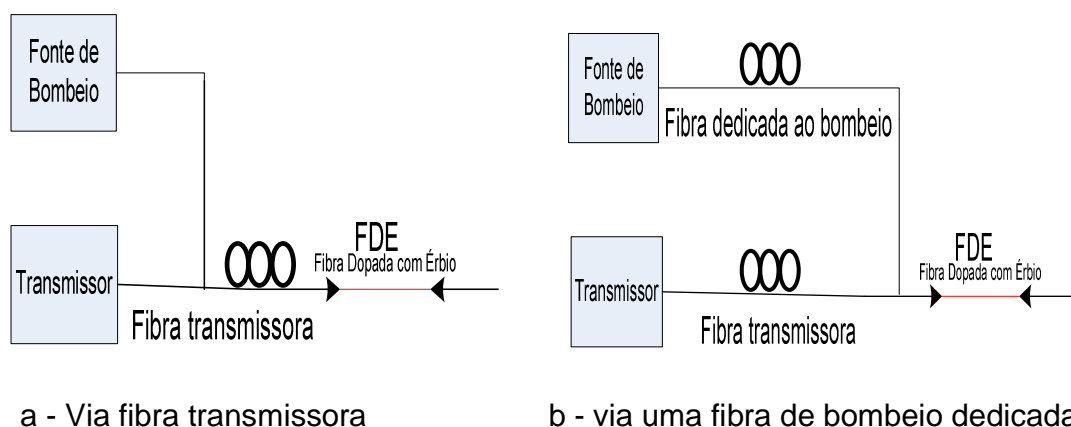 Fonte de
Bombeio
Transmissor
FDE
Fibra Dopada com Érbio
Fibra transmissora
a - Via fibra transmissora
Fonte de
Bombeio
Fibra dedicada ao bombeio
Transmissor
FDE
Fibra Dopada com Érbio
Fibra transmissora
b - via uma fibra de bombeio dedicada